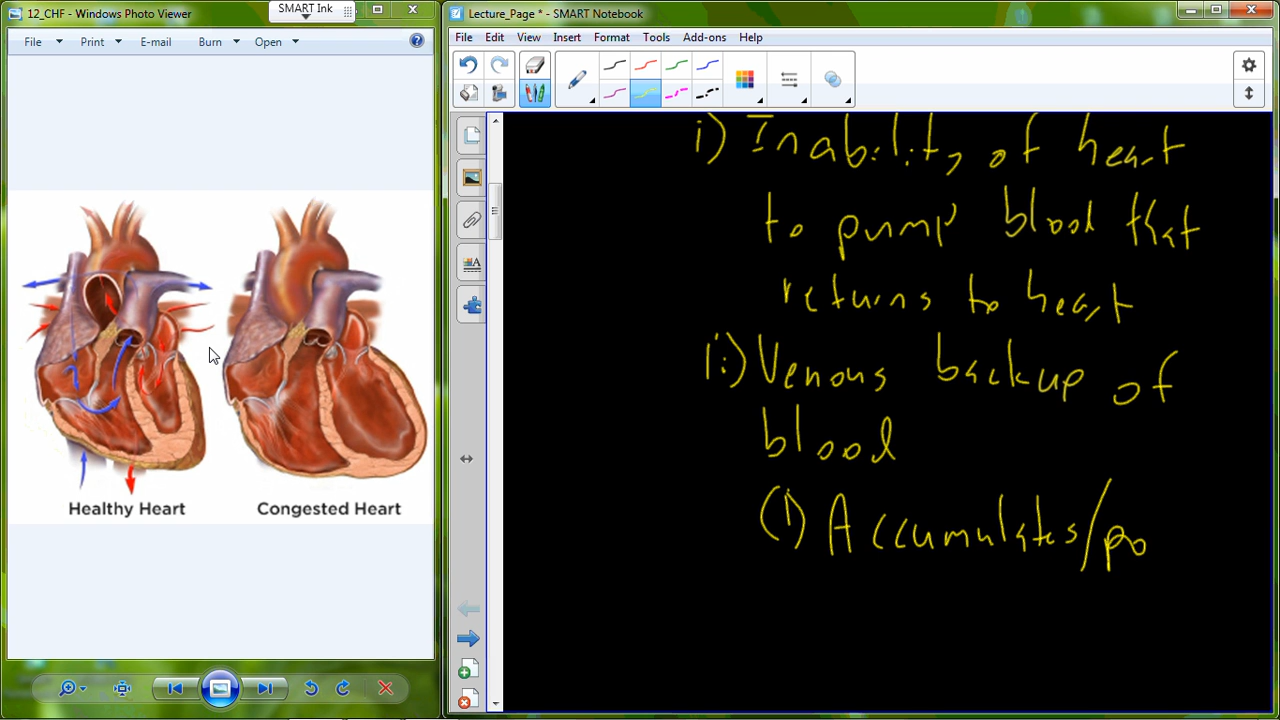 12_CHF - Windows Photo Viewer
SMART Ink
File Print E-mail Burn Open
Healthy Heart
Congested Heart
Lecture_Page * - SMART Notebook
File Edit View Insert Format Tools Add-ons Help
i) Inability of heart
to pump blood that
returns to heart
ii) Venous backup of
blood
(i) Accumulates/po